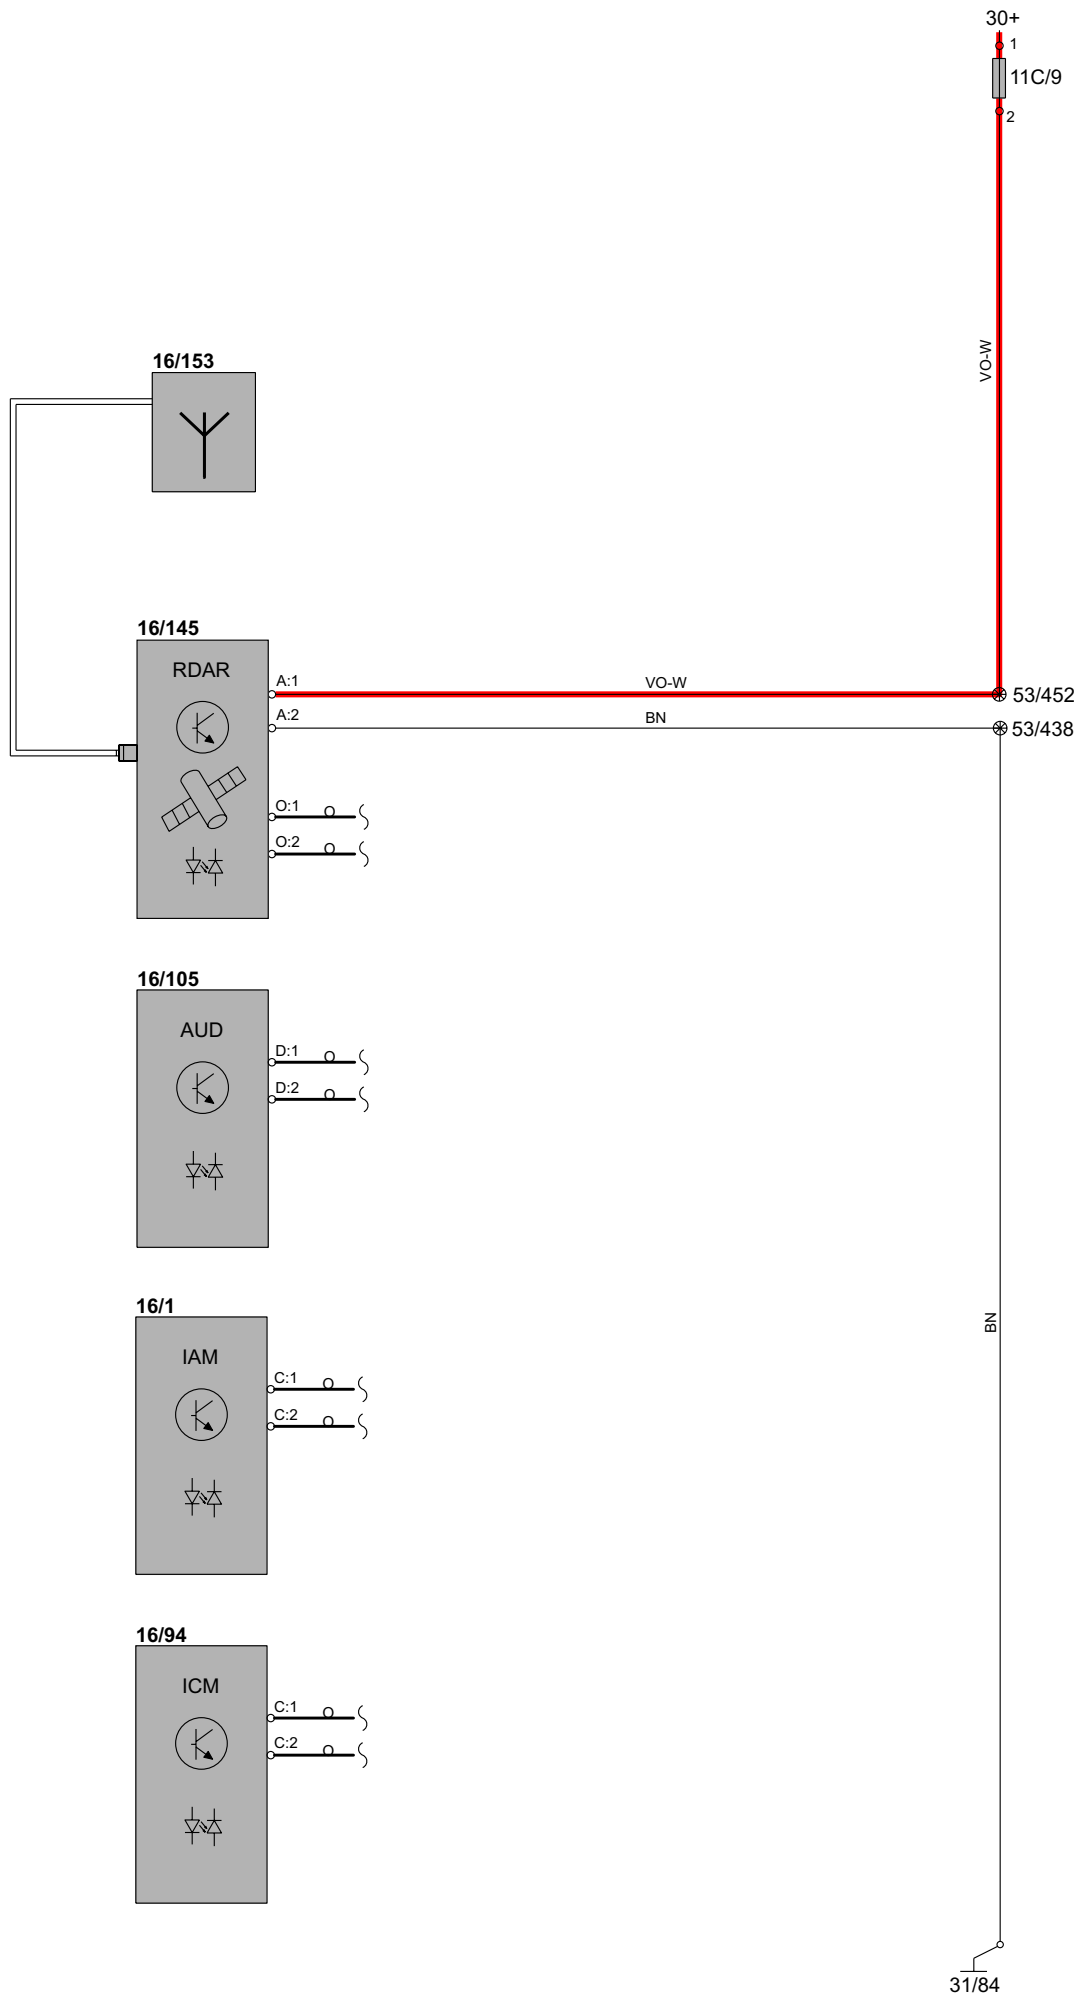 30+
1
11C/9
2
VO-W
16/153
16/145
RDAR
A:1
VO-W
53/452
A:2
BN
53/438
O:1
O:2
16/105
AUD
D:1
D:2
16/1
IAM
C:1
C:2
BN
16/94
ICM
C:1
C:2
31/84